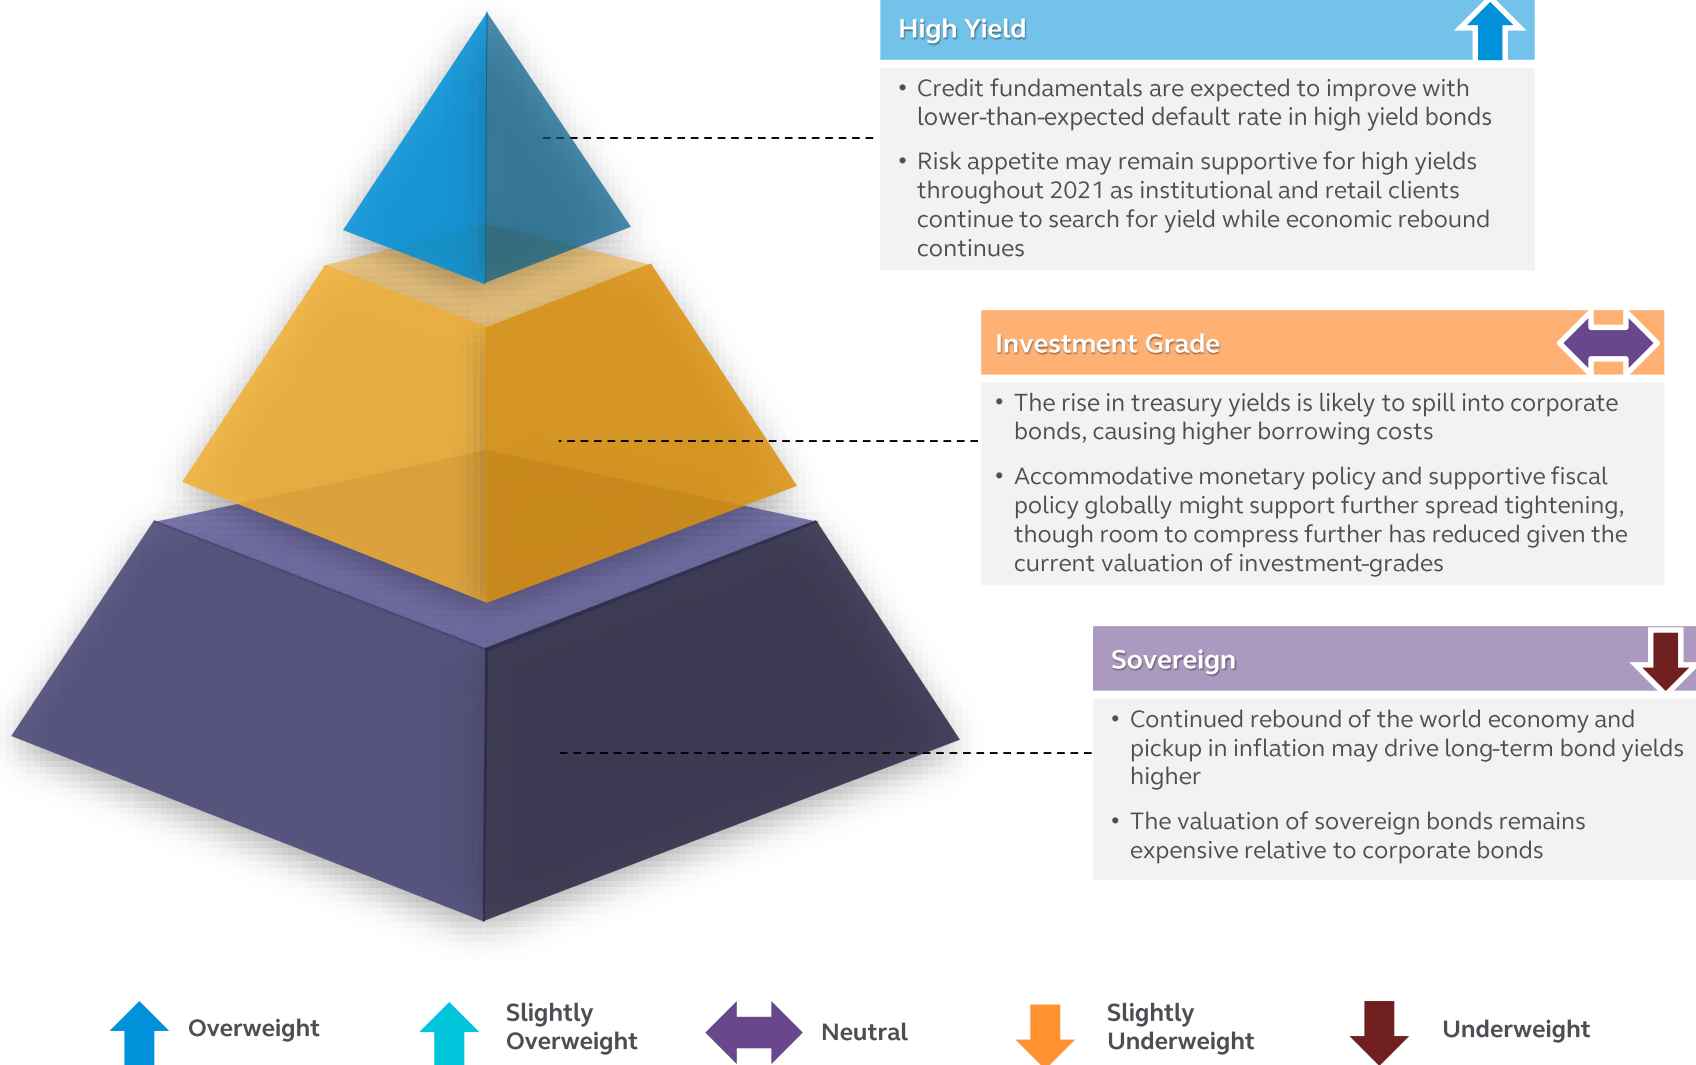 High Yield
• Credit fundamentals are expected to improve with
lower-than-expected default rate in high yield bonds
• Risk appetite may remain supportive for high yields
throughout 2021 as institutional and retail clients
continue to search for yield while economic rebound
continues
Investment Grade
• The rise in treasury yields is likely to spill into corporate
bonds, causing higher borrowing costs
• Accommodative monetary policy and supportive fiscal
policy globally might support further spread tightening,
though room to compress further has reduced given the
current valuation of investment-grades
Sovereign
• Continued rebound of the world economy and
pickup in inflation may drive long-term bond yields
higher
• The valuation of sovereign bonds remains
expensive relative to corporate bonds
Overweight
Slightly
Overweight
Neutral
Slightly
Underweight
Underweight